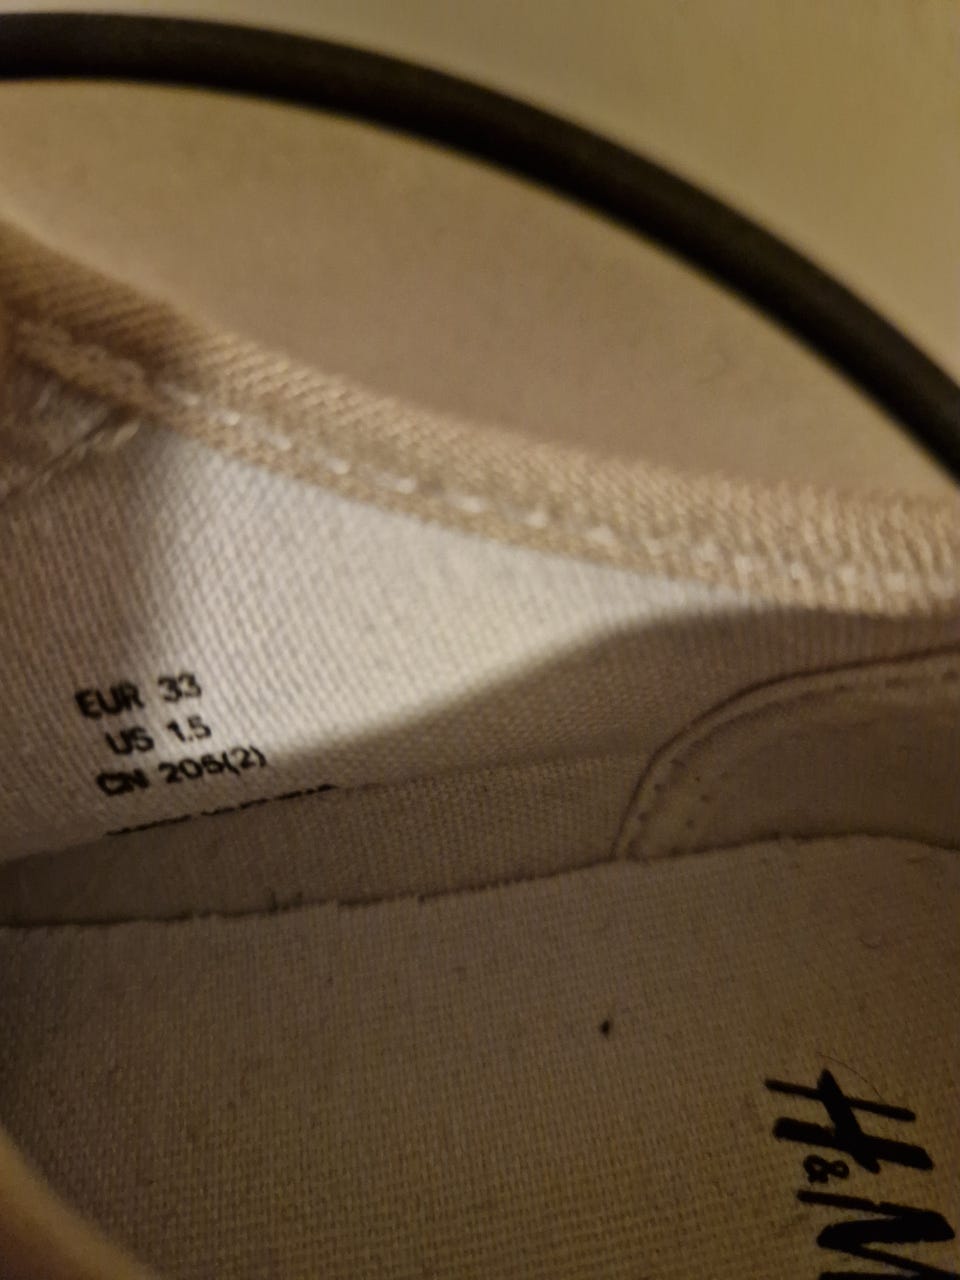 EUR 33
US 1.5
CN 205(2)
H&M